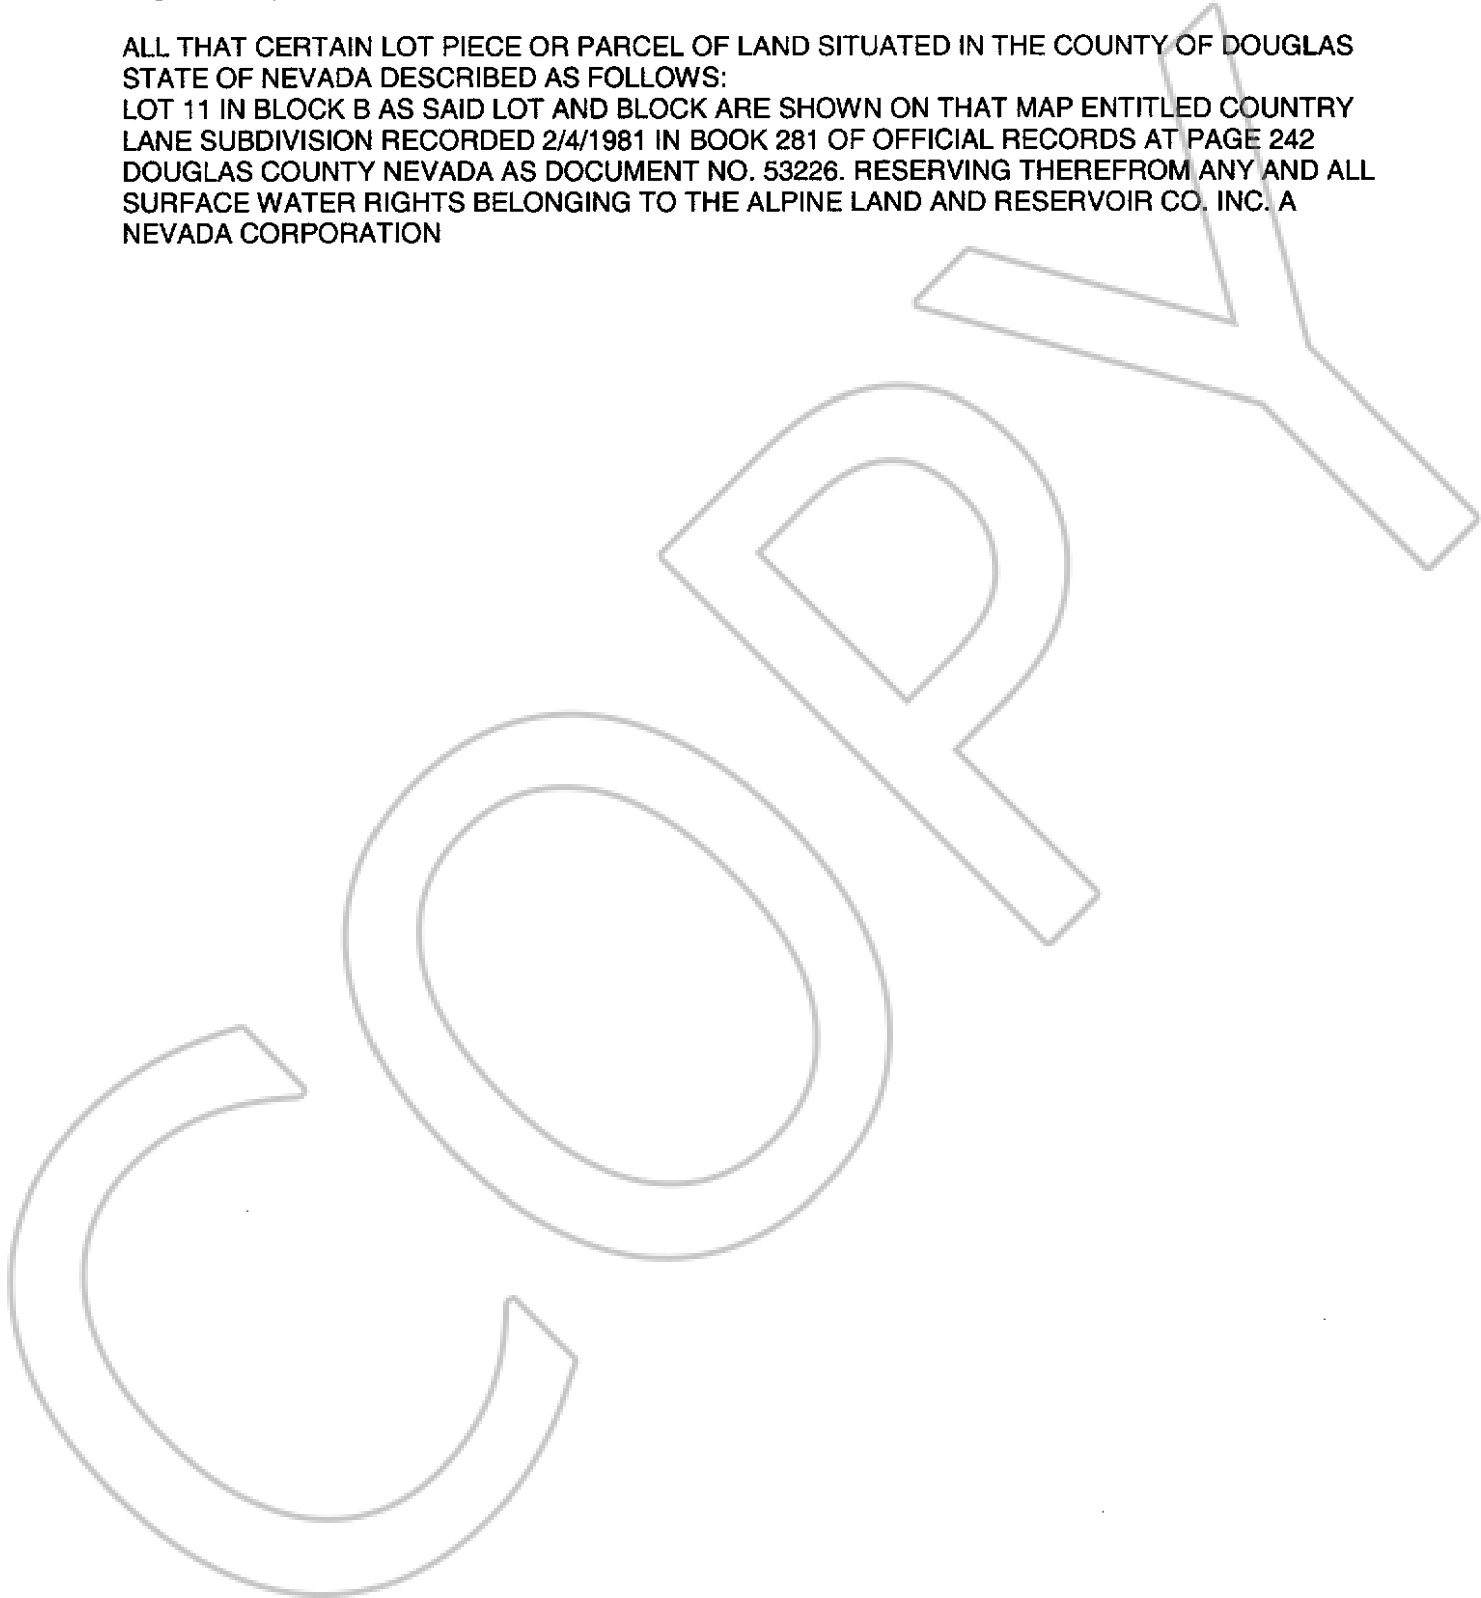 ALL THAT CERTAIN LOT PIECE OR PARCEL OF LAND SITUATED IN THE COUNTY OF DOUGLAS
STATE OF NEVADA DESCRIBED AS FOLLOWS:
LOT 11 IN BLOCK B AS SAID LOT AND BLOCK ARE SHOWN ON THAT MAP ENTITLED COUNTRY
LANE SUBDIVISION RECORDED 2/4/1981 IN BOOK 281 OF OFFICIAL RECORDS AT PAGE 242
DOUGLAS COUNTY NEVADA AS DOCUMENT NO. 53226. RESERVING THEREFROM ANY AND ALL
SURFACE WATER RIGHTS BELONGING TO THE ALPINE LAND AND RESERVOIR CO. INC. A
NEVADA CORPORATION
COPY